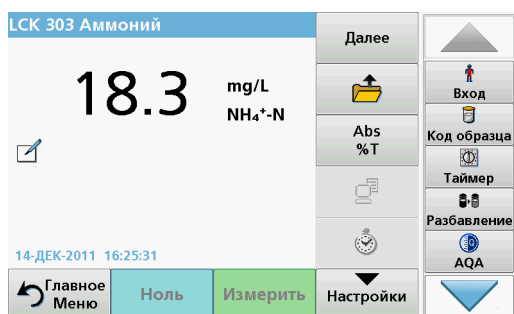 LCK 303 Аммоний
18.3 mg/L
NH₄⁺-N
14-ДЕК-2011 16:25:31
Далее
Abs
%T
Вход
Код образца
Таймер
Разбавление
AQA
Главное
Меню
Ноль
Измерить
Настройки